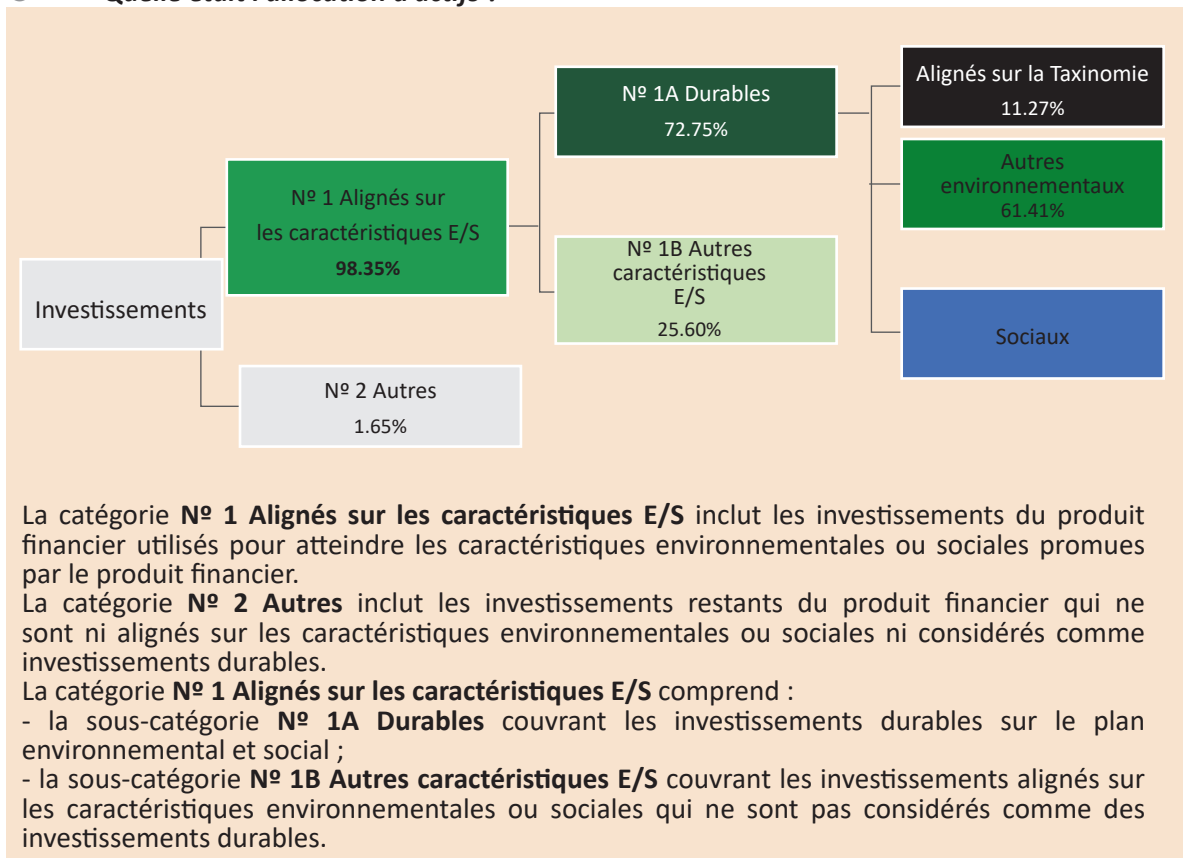 Quelle était l'allocation d'actifs ?
Investissements
Nº 1 Alignés sur
les caractéristiques E/S
98.35%
Nº 2 Autres
1.65%
Nº 1A Durables
72.75%
Nº 1B Autres
caractéristiques
E/S
25.60%
Alignés sur la Taxinomie
11.27%
Autres
environnementaux
61.41%
Sociaux
La catégorie Nº 1 Alignés sur les caractéristiques E/S inclut les investissements du produit
financier utilisés pour atteindre les caractéristiques environnementales ou sociales promues
par le produit financier.
La catégorie Nº 2 Autres inclut les investissements restants du produit financier qui ne
sont ni alignés sur les caractéristiques environnementales ou sociales ni considérés comme
investissements durables.
La catégorie Nº 1 Alignés sur les caractéristiques E/S comprend :
- la sous-catégorie Nº 1A Durables couvrant les investissements durables sur le plan
environnemental et social ;
- la sous-catégorie Nº 1B Autres caractéristiques E/S couvrant les investissements alignés sur
les caractéristiques environnementales ou sociales qui ne sont pas considérés comme des
investissements durables.